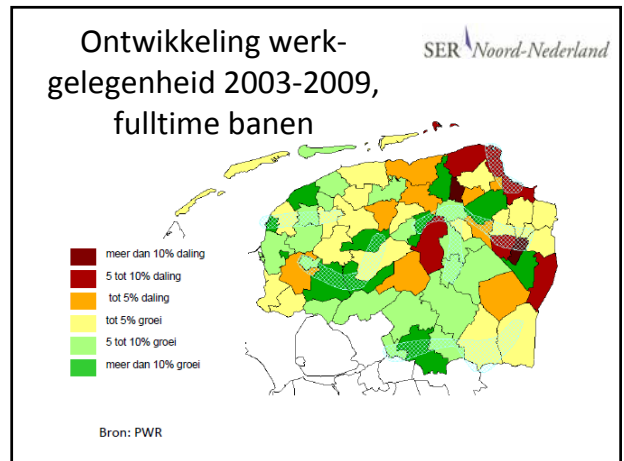 Ontwikkeling werk-
gelegenheid 2003-2009,
fulltime banen
SER Noord-Nederland
meer dan 10% daling
5 tot 10% daling
tot 5% daling
tot 5% groei
5 tot 10% groei
meer dan 10% groei
Bron: PWR